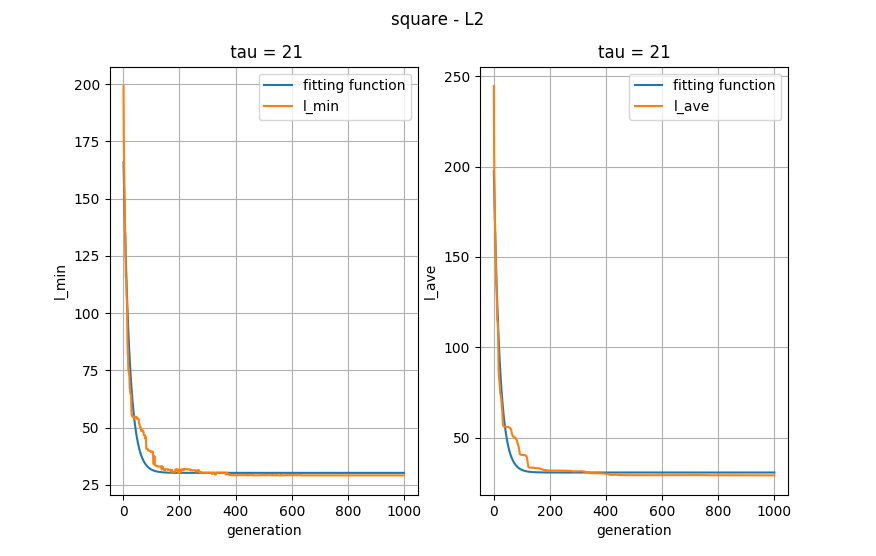 square - L2
tau = 21
200
175
150
125
100
75
50
25
l_min
fitting function
l_min
0
200
400
600
800
1000
generation
tau = 21
250
200
150
100
50
l_ave
fitting function
l_ave
0
200
400
600
800
1000
generation